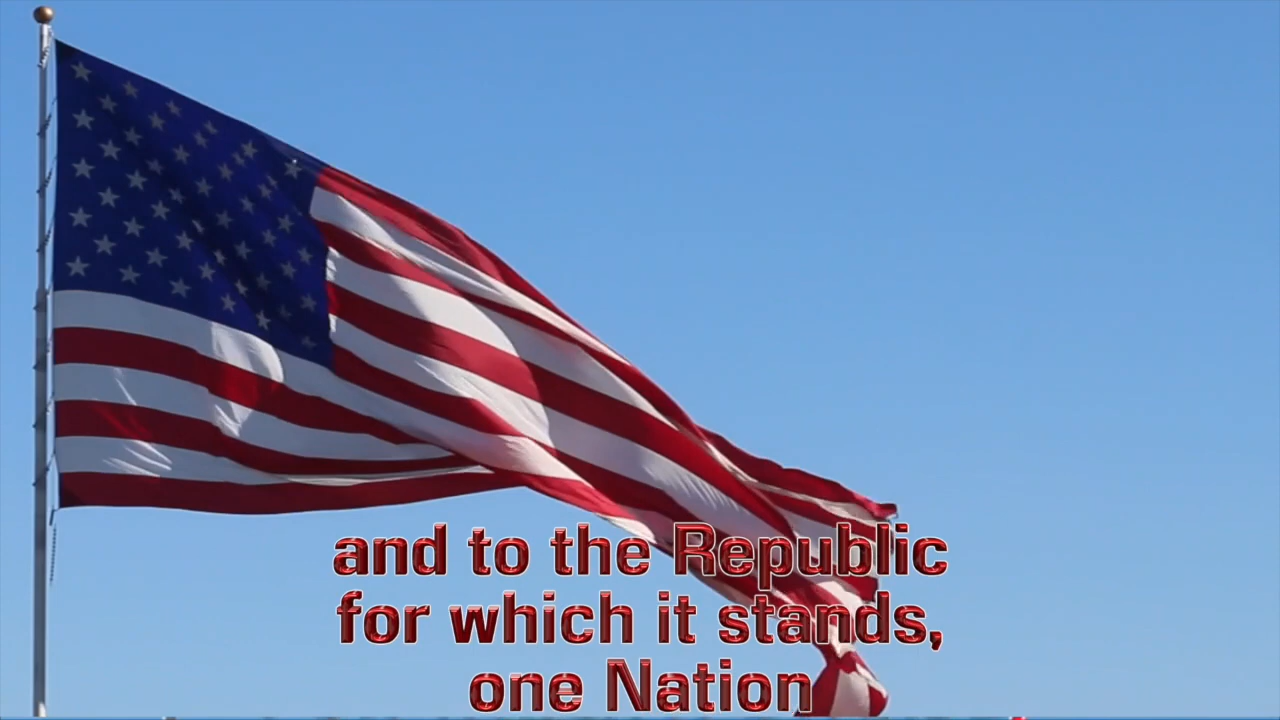 and to the Republic
for which it stands,
one Nation